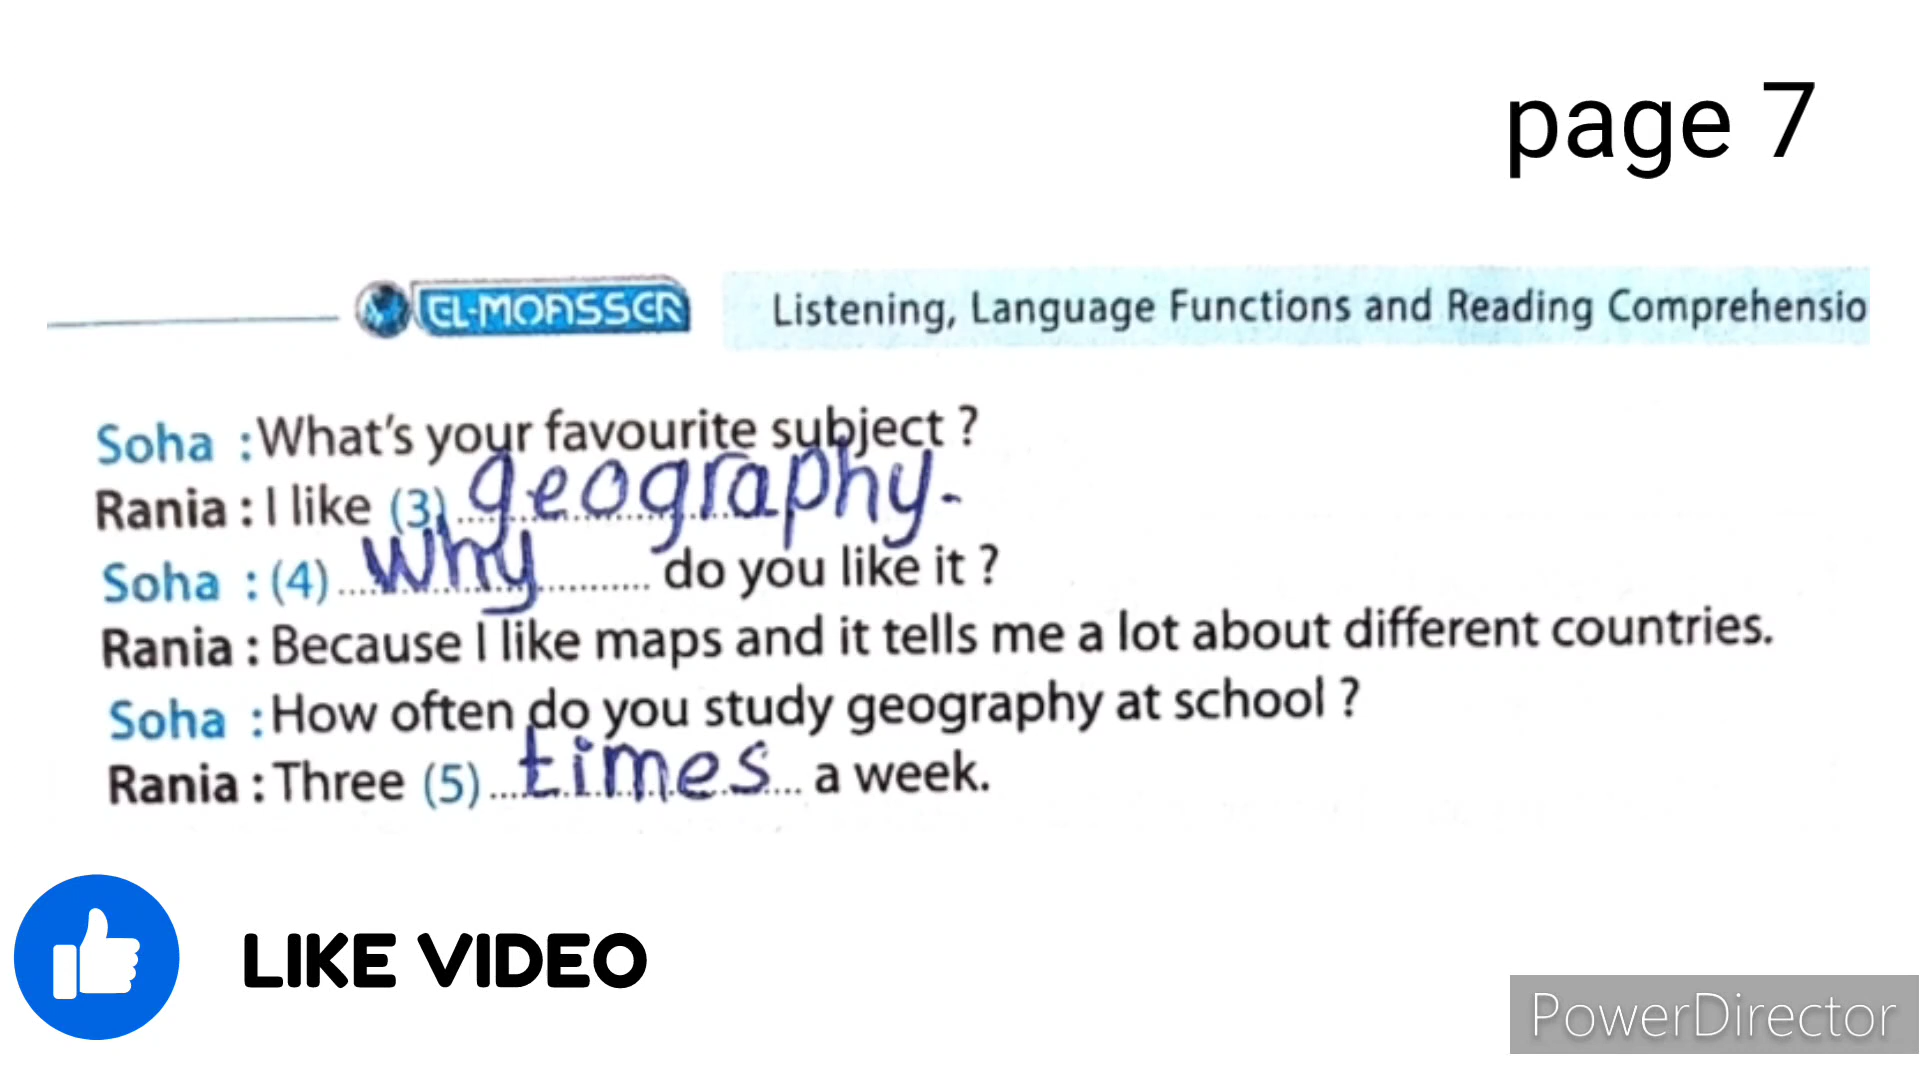 page 7
EL-MOASSER Listening, Language Functions and Reading Comprehensio
Soha : What's your favourite subject ?
Rania : I like (3) geography.
Soha : (4) why do you like it ?
Rania : Because I like maps and it tells me a lot about different countries.
Soha : How often do you study geography at school ?
Rania : Three (5) times a week.
LIKE VIDEO
PowerDirector